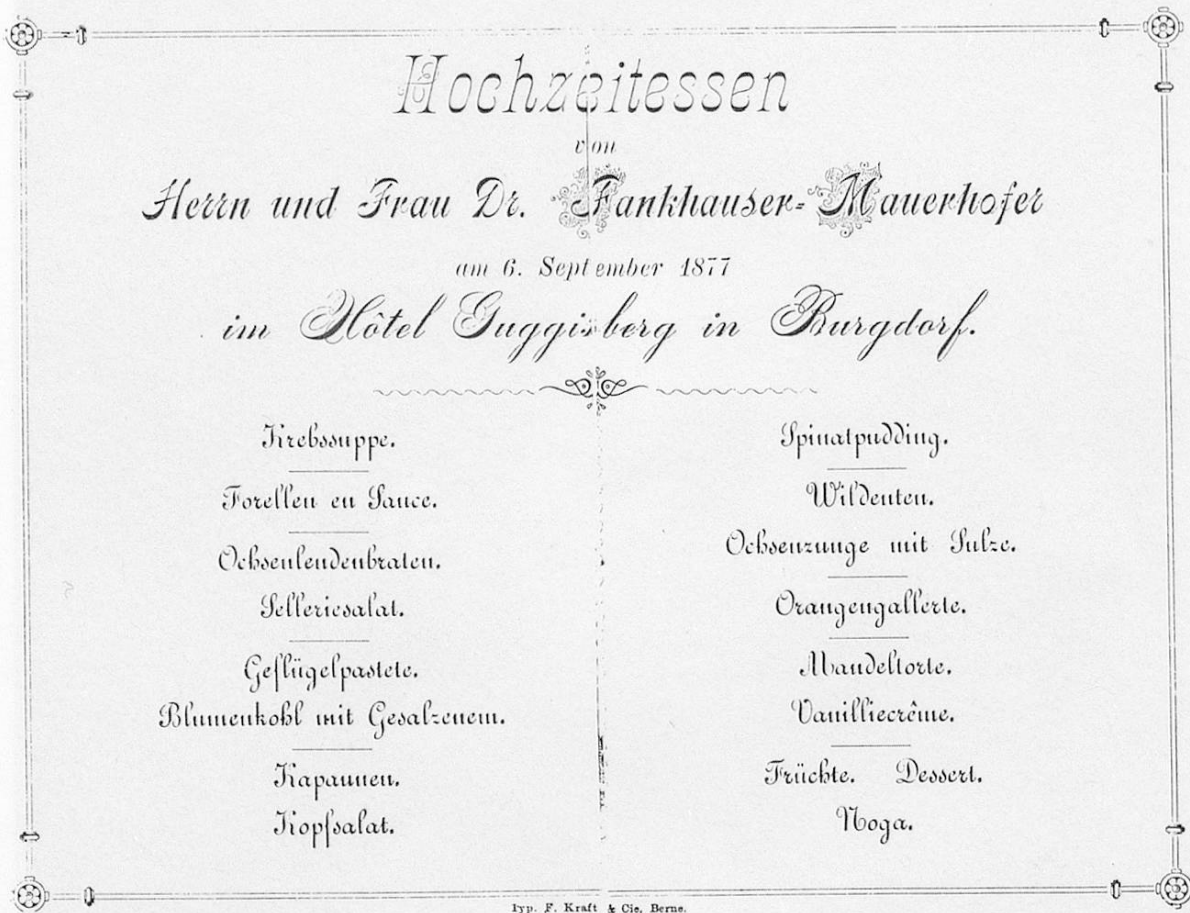 Hochzeitessen
von
Herrn und Frau Dr. Fankhauser-Mauerhofer
am 6. September 1877
im Hôtel Guggisberg in Burgdorf.
Krebssuppe.
Forellen en Sauce.
Ochsenlendenbraten.
Selleriesalat.
Geflügelpastete.
Blumenkohl mit Gesalzenem.
Kapaunen.
Kopfsalat.
Spinatpudding.
Wildenten.
Ochsenzunge mit Sulze.
Orangengallerte.
Mandeltorte.
Vanilliecrême.
Früchte. Dessert.
Noga.
Typ. F. Kraft & Cie. Berne.